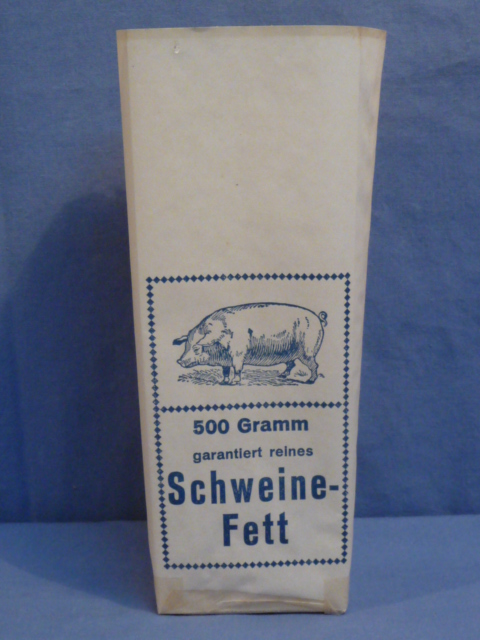 500 Gramm
garantiert reines
Schweine-
Fett